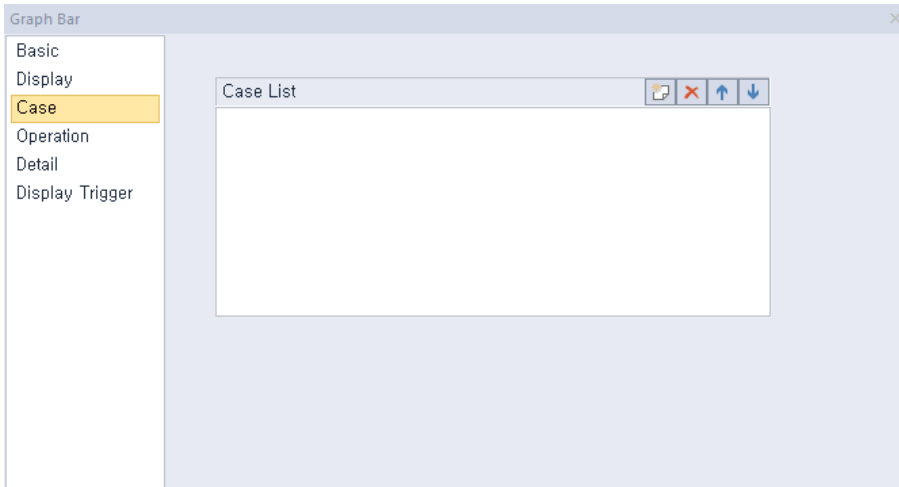 Graph Bar
Basic
Display
Case
Operation
Detail
Display Trigger
Case List